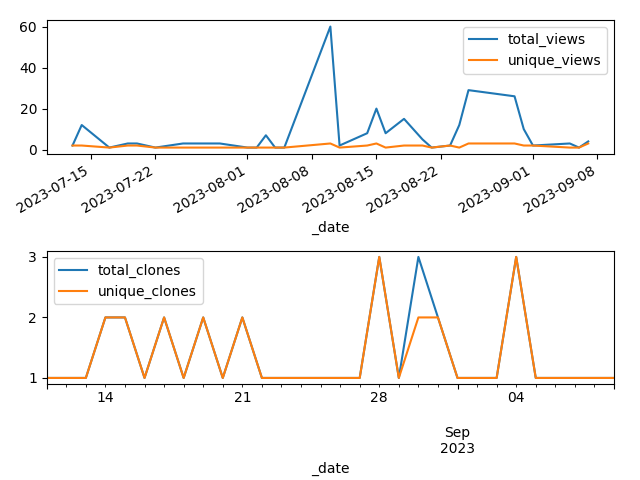 60
40
20
0
total_views
unique_views
2023-07-15
2023-07-22
2023-08-01
2023-08-08
2023-08-15
2023-08-22
2023-09-01
2023-09-08
_date
3
2
1
total_clones
unique_clones
14
21
28
04
Sep
2023
_date